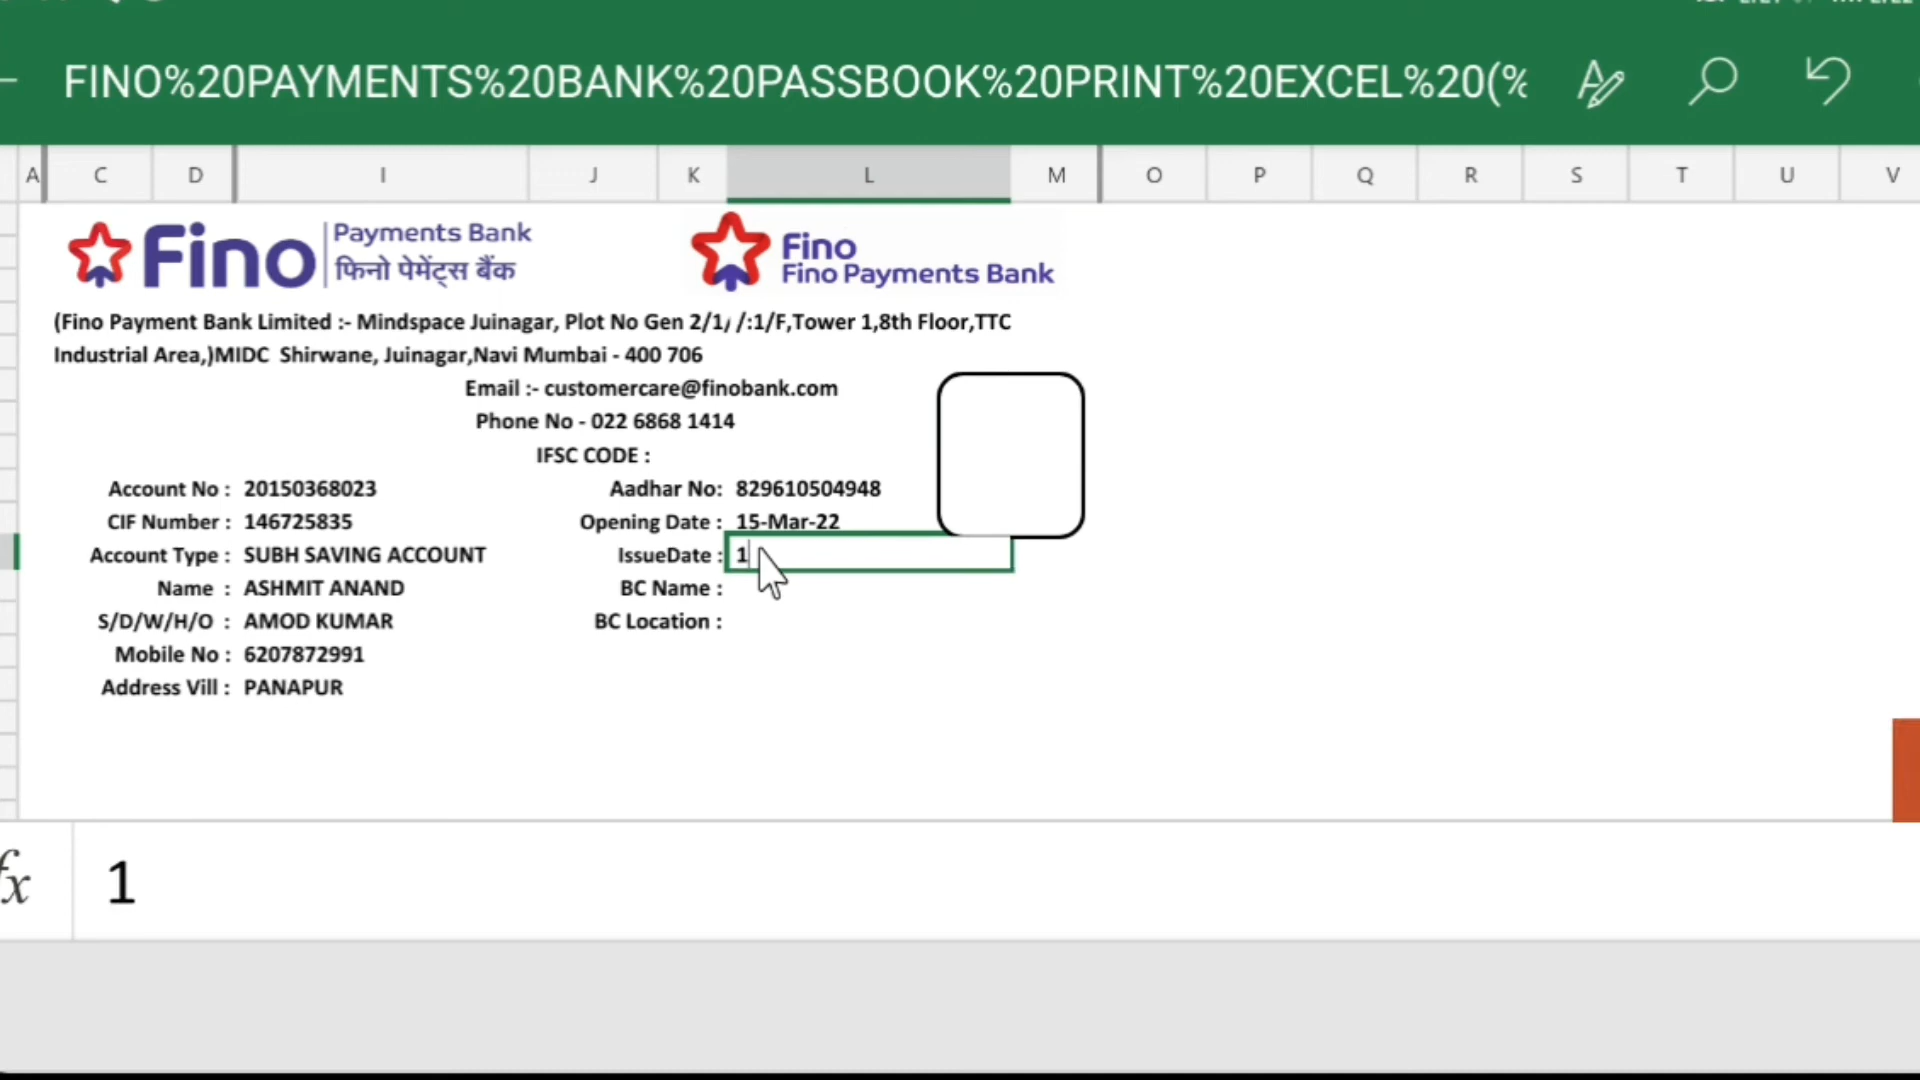 FINO%20PAYMENTS%20BANK%20PASSBOOK%20PRINT%20EXCEL%20(%
A C D I J K L M O P Q R S T U V
Fino Payments Bank
फिनो पेमेंट्स बैंक
Fino
Fino Payments Bank
(Fino Payment Bank Limited :- Mindspace Juinagar, Plot No Gen 2/1/ /:1/F,Tower 1,8th Floor,TTC
Industrial Area,)MIDC Shirwane, Juinagar,Navi Mumbai - 400 706
Email :- customercare@finobank.com
Phone No - 022 6868 1414
IFSC CODE :
Account No : 20150368023 Aadhar No: 829610504948
CIF Number : 146725835 Opening Date : 15-Mar-22
Account Type : SUBH SAVING ACCOUNT IssueDate : 1
Name : ASHMIT ANAND BC Name :
S/D/W/H/O : AMOD KUMAR BC Location :
Mobile No : 6207872991
Address Vill : PANAPUR
fx 1